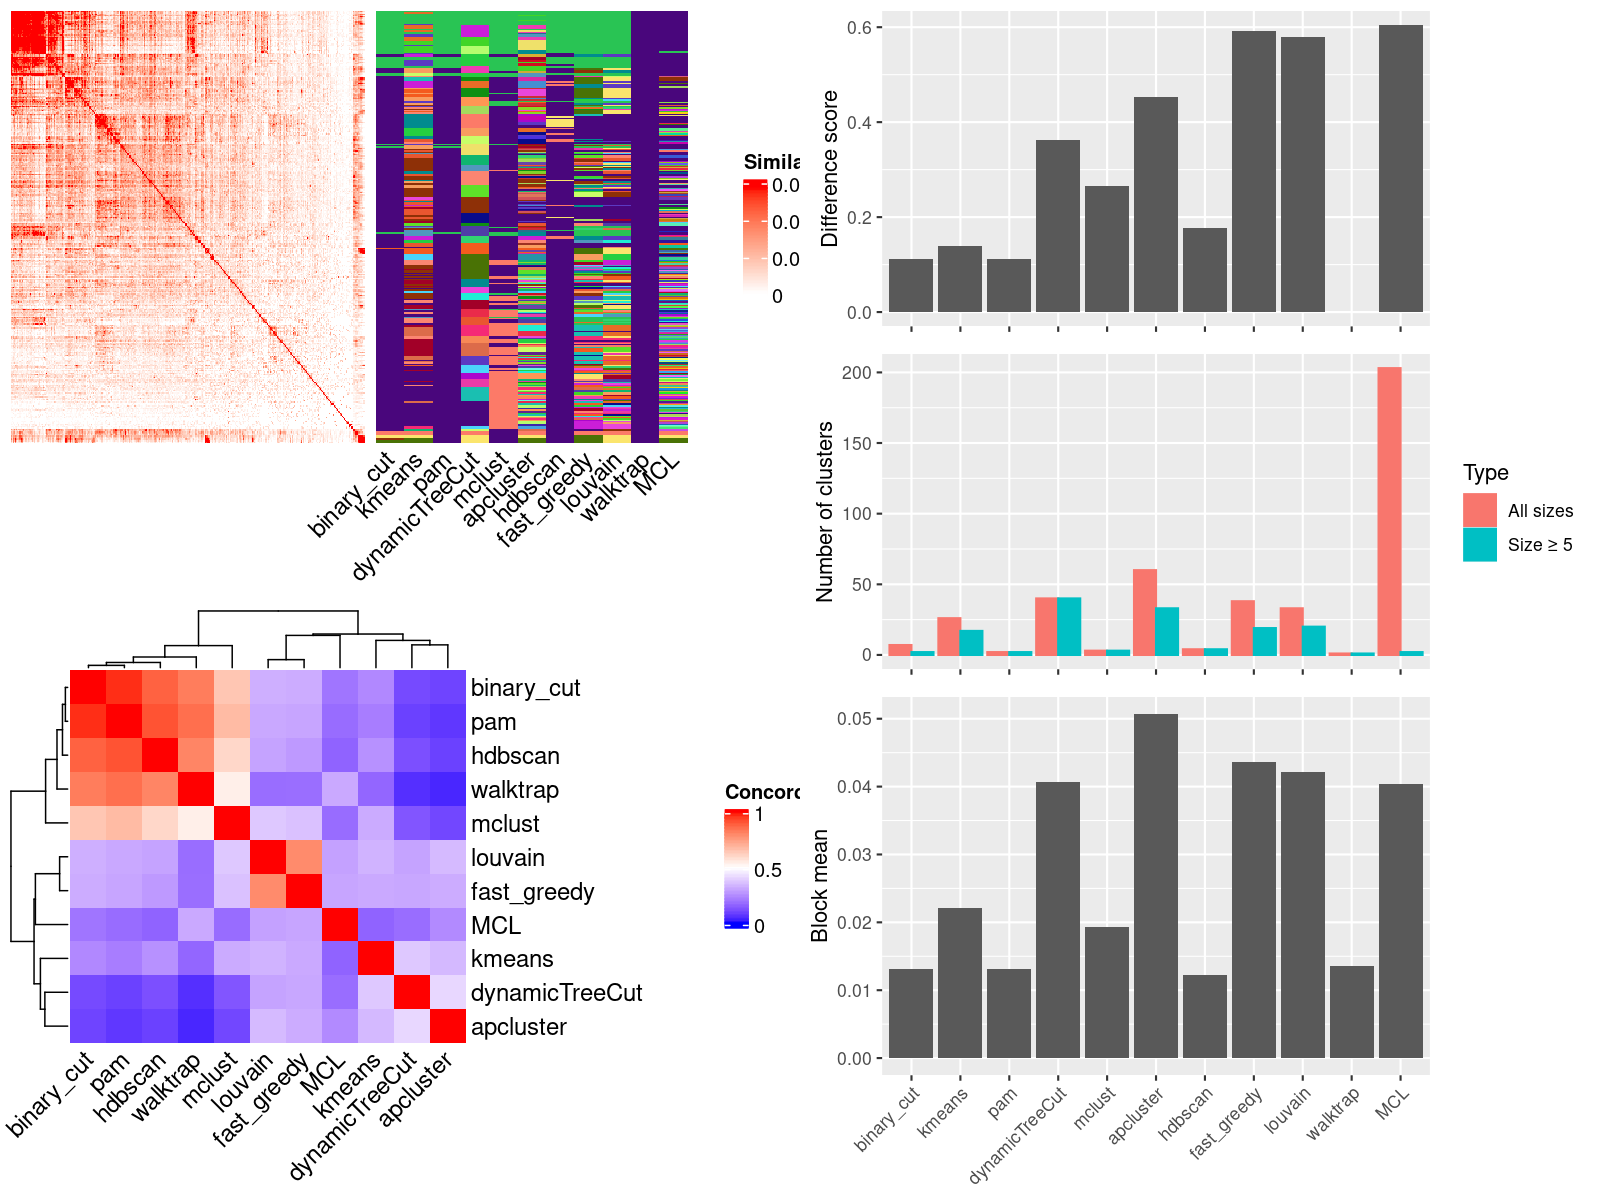 Simila
0.0
0.0
0.0
0
binary_cut
kmeans
pam
dynamicTreeCut
mclust
apcluster
hdbscan
fast_greedy
louvain
walktrap
MCL
binary_cut
pam
hdbscan
walktrap
mclust
louvain
fast_greedy
MCL
kmeans
dynamicTreeCut
apcluster
binary_cut
pam
hdbscan
walktrap
mclust
louvain
fast_greedy
MCL
kmeans
dynamicTreeCut
apcluster
Concord
1
0.5
0
Difference score
0.6
0.4
0.2
0.0
Number of clusters
200
150
100
50
0
Type
All sizes
Size ≥ 5
Block mean
0.05
0.04
0.03
0.02
0.01
0.00
binary_cut
kmeans
pam
dynamicTreeCut
mclust
apcluster
hdbscan
fast_greedy
louvain
walktrap
MCL